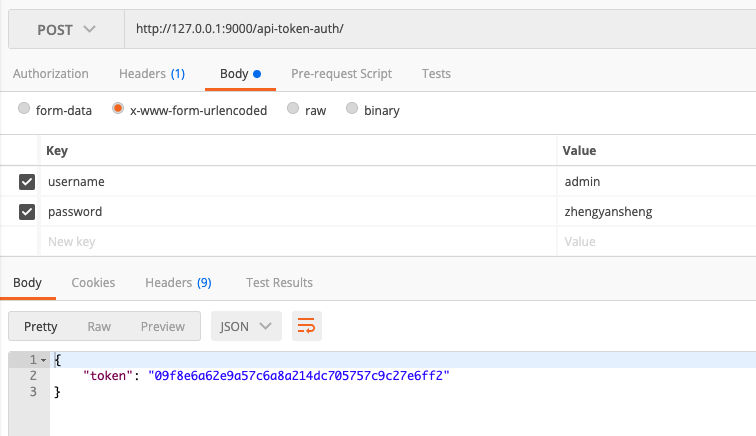 POST http://127.0.0.1:9000/api-token-auth/
Authorization Headers (1) Body Pre-request Script Tests
form-data x-www-form-urlencoded raw binary
Key Value
username admin
password zhengyansheng
New key Value
Body Cookies Headers (9) Test Results
Pretty Raw Preview JSON
1 {
2 "token": "09f8e6a62e9a57c6a8a214dc705757c9c27e6ff2"
3 }